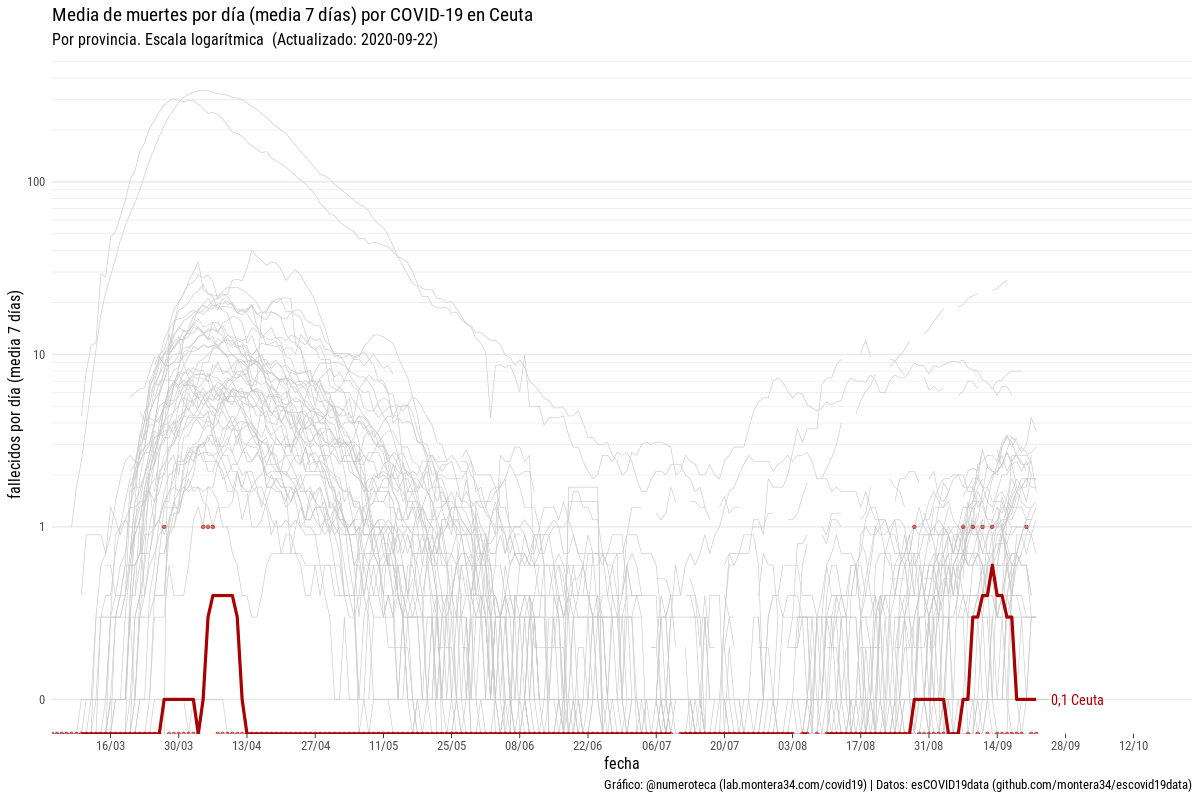 Media de muertes por día (media 7 días) por COVID-19 en Ceuta
Por provincia. Escala logarítmica (Actualizado: 2020-09-22)
fallecidos por día (media 7 días)
100
10
1
0
0,1 Ceuta
16/03 30/03 13/04 27/04 11/05 25/05 08/06 22/06 06/07 20/07 03/08 17/08 31/08 14/09 28/09 12/10
fecha
Gráfico: @numeroteca (lab.montera34.com/covid19) | Datos: esCOVID19data (github.com/montera34/escovid19data)